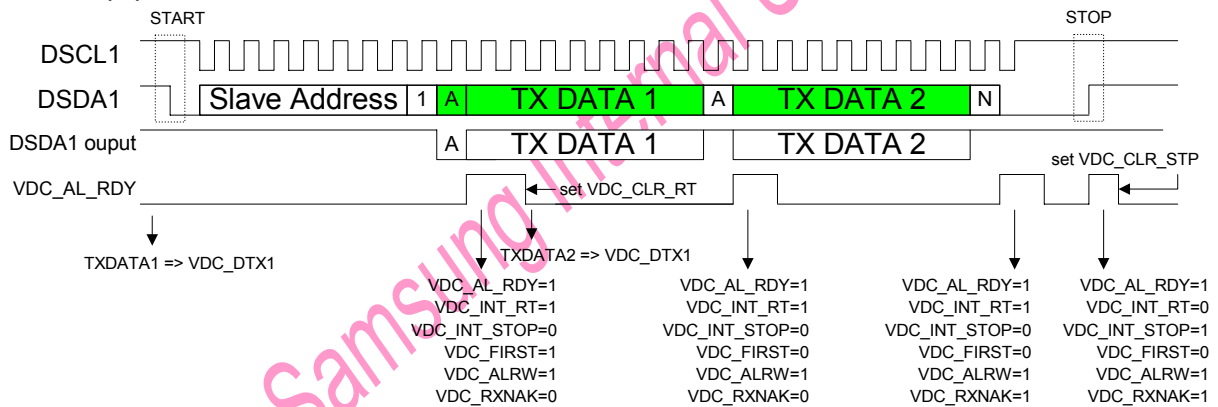 START
STOP
DSCL1
DSDA1
Slave Address 1 A TX DATA 1 A TX DATA 2 N
DSDA1 ouput
A TX DATA 1 TX DATA 2
set VDC_CLR_STP
VDC_AL_RDY
set VDC_CLR_RT
TXDATA1 => VDC_DTX1
TXDATA2 => VDC_DTX1
VDC_AL_RDY=1
VDC_INT_RT=1
VDC_INT_STOP=0
VDC_FIRST=1
VDC_ALRW=1
VDC_RXNAK=0
VDC_AL_RDY=1
VDC_INT_RT=1
VDC_INT_STOP=0
VDC_FIRST=0
VDC_ALRW=1
VDC_RXNAK=0
VDC_AL_RDY=1
VDC_INT_RT=1
VDC_INT_STOP=0
VDC_FIRST=0
VDC_ALRW=1
VDC_RXNAK=1
VDC_AL_RDY=1
VDC_INT_RT=0
VDC_INT_STOP=1
VDC_FIRST=0
VDC_ALRW=1
VDC_RXNAK=1
Samsung Internal